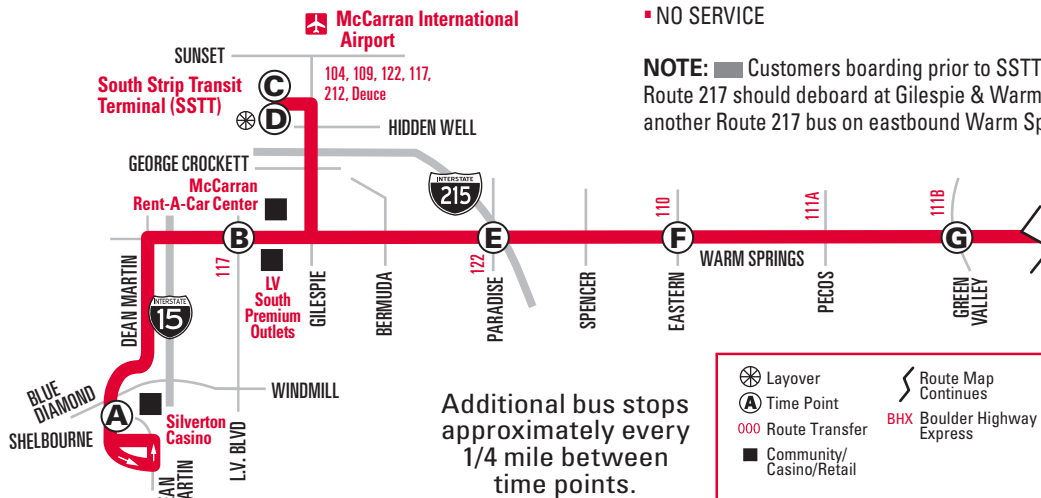 McCarran International
Airport
SUNSET
104, 109, 122, 117,
212, Deuce
South Strip Transit
Terminal (SSTT)
C
D
HIDDEN WELL
GEORGE CROCKETT
McCarran
Rent-A-Car Center
INTERSTATE
215
▪ NO SERVICE
NOTE: Customers boarding prior to SSTT
Route 217 should deboard at Gilespie & Warm
another Route 217 bus on eastbound Warm Sp
B
E
F
G
117
122
110
111A
111B
WARM SPRINGS
DEAN MARTIN
INTERSTATE
15
LV
South
Premium
Outlets
GILESPIE
BERMUDA
PARADISE
SPENCER
EASTERN
PECOS
GREEN
VALLEY
BLUE
DIAMOND
WINDMILL
A
SHELBOURNE
Silverton
Casino
L.V. BLVD
Additional bus stops
approximately every
1/4 mile between
time points.
Layover
A Time Point
000 Route Transfer
Community/
Casino/Retail
Route Map
Continues
BHX Boulder Highway
Express